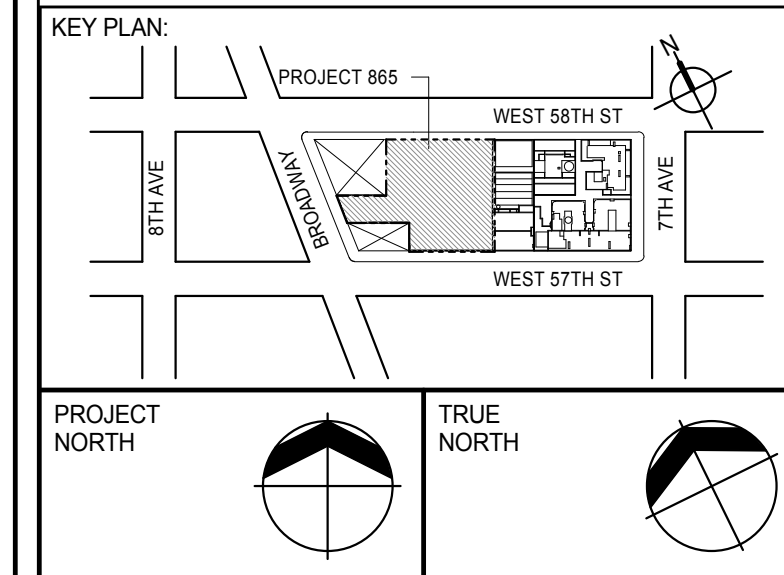 KEY PLAN:
PROJECT 865
N
WEST 58TH ST
8TH AVE
BROADWAY
7TH AVE
WEST 57TH ST
PROJECT
NORTH
TRUE
NORTH